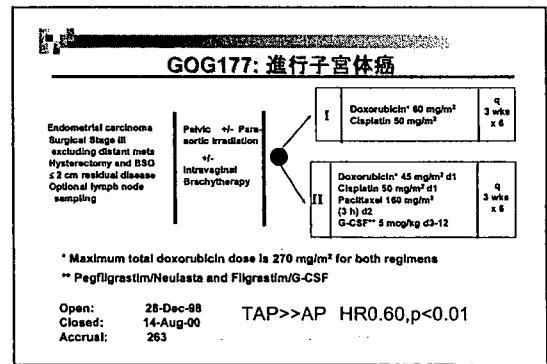 GOG177: 進行子宮体癌
Endometrial carcinoma
Surgical Stage III
excluding distant mets
Hysterectomy and BSO
≤ 2 cm residual disease
Optional lymph node
sampling
Pelvic +/- Para-
aortic irradiation
+/-
Intravaginal
Brachytherapy
I
Doxorubicin* 60 mg/m²
Cisplatin 50 mg/m²
q
3 wks
x 6
II
Doxorubicin* 45 mg/m² d1
Cisplatin 50 mg/m² d1
Paclitaxel 160 mg/m²
(3 h) d2
G-CSF** 5 mcg/kg d3-12
q
3 wks
x 6
* Maximum total doxorubicin dose is 270 mg/m² for both regimens
** Pegfilgrastim/Neulasta and Filgrastim/G-CSF
Open: 28-Dec-98
Closed: 14-Aug-00
Accrual: 263
TAP>>AP HR0.60,p<0.01